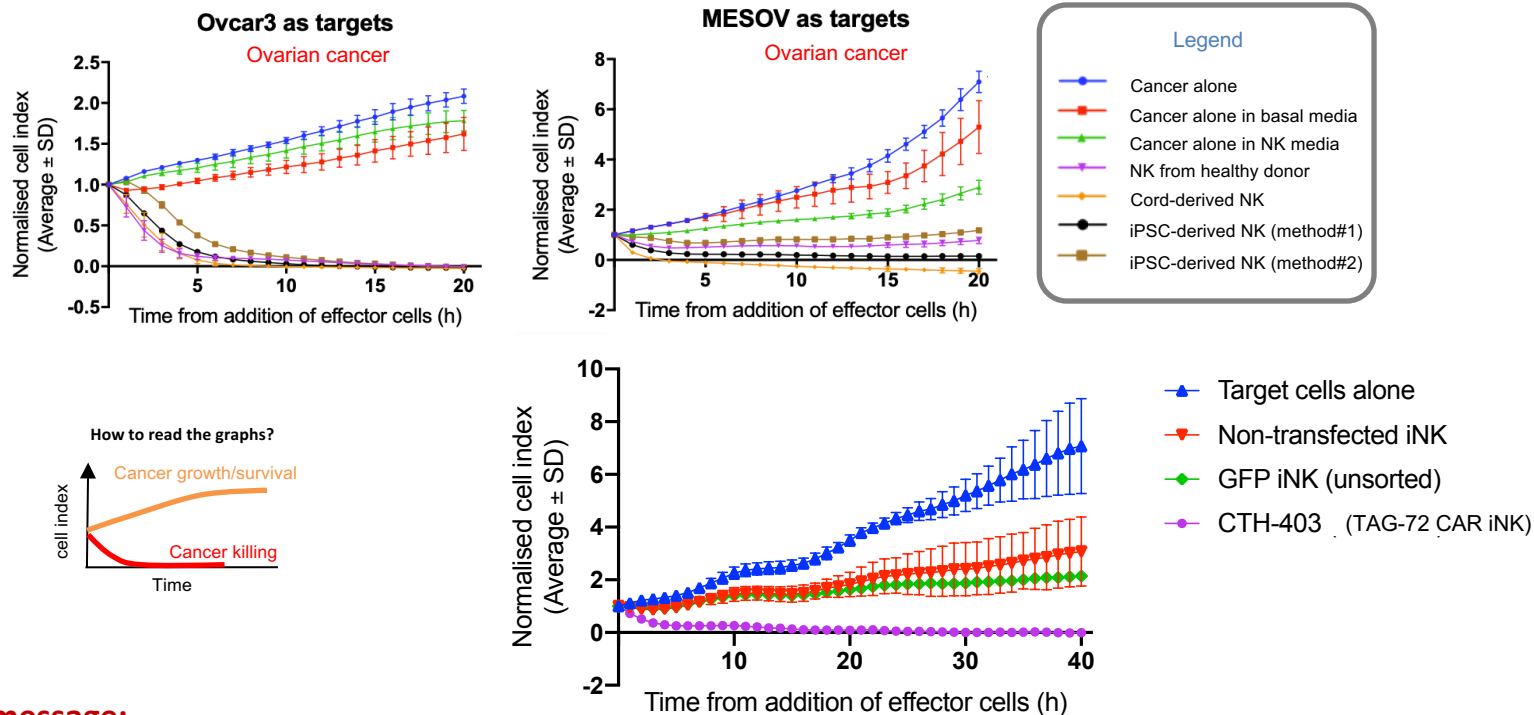 Ovcar3 as targets
Ovarian cancer
Normalised cell index
(Average ± SD)
2.5
2.0
1.5
1.0
0.5
0.0
-0.5
5
10
15
20
Time from addition of effector cells (h)
MESOV as targets
Ovarian cancer
Normalised cell index
(Average ± SD)
8
6
4
2
0
-2
5
10
15
20
Time from addition of effector cells (h)
Legend
Cancer alone
Cancer alone in basal media
Cancer alone in NK media
NK from healthy donor
Cord-derived NK
iPSC-derived NK (method#1)
iPSC-derived NK (method#2)
How to read the graphs?
cell index
Cancer growth/survival
Cancer killing
Time
Normalised cell index
(Average ± SD)
10
8
6
4
2
0
-2
10
20
30
40
Time from addition of effector cells (h)
Target cells alone
Non-transfected iNK
GFP iNK (unsorted)
CTH-403 (TAG-72 CAR iNK)
message: